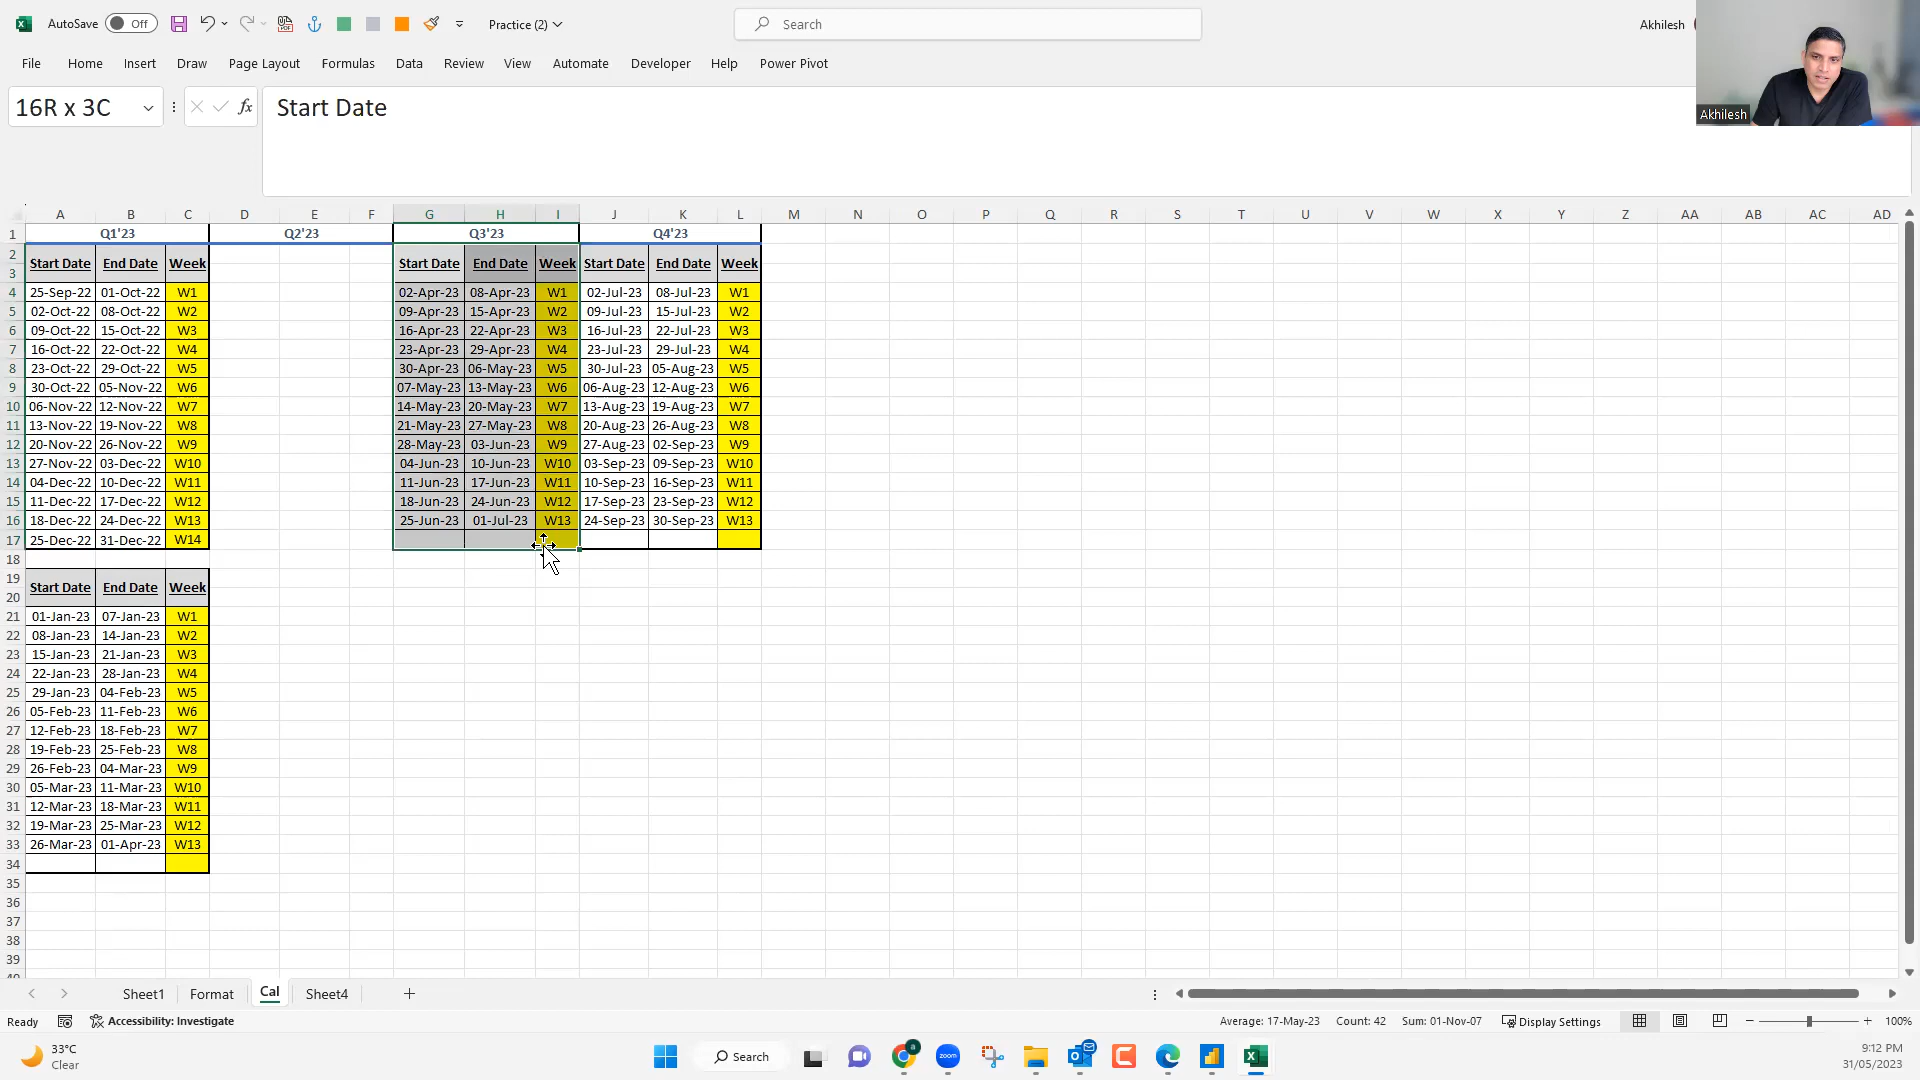 AutoSave Off Practice (2) Search Akhilesh
File Home Insert Draw Page Layout Formulas Data Review View Automate Developer Help Power Pivot
16R x 3C fx Start Date
Akhilesh
A B C D E F G H I J K L M N O P Q R S T U V W X Y Z AA AB AC AD
1 Q1'23 Q2'23 Q3'23 Q4'23
2
Start Date End Date Week Start Date End Date Week Start Date End Date Week
3
4 25-Sep-22 01-Oct-22 W1 02-Apr-23 08-Apr-23 W1 02-Jul-23 08-Jul-23 W1
5 02-Oct-22 08-Oct-22 W2 09-Apr-23 15-Apr-23 W2 09-Jul-23 15-Jul-23 W2
6 09-Oct-22 15-Oct-22 W3 16-Apr-23 22-Apr-23 W3 16-Jul-23 22-Jul-23 W3
7 16-Oct-22 22-Oct-22 W4 23-Apr-23 29-Apr-23 W4 23-Jul-23 29-Jul-23 W4
8 23-Oct-22 29-Oct-22 W5 30-Apr-23 06-May-23 W5 30-Jul-23 05-Aug-23 W5
9 30-Oct-22 05-Nov-22 W6 07-May-23 13-May-23 W6 06-Aug-23 12-Aug-23 W6
10 06-Nov-22 12-Nov-22 W7 14-May-23 20-May-23 W7 13-Aug-23 19-Aug-23 W7
11 13-Nov-22 19-Nov-22 W8 21-May-23 27-May-23 W8 20-Aug-23 26-Aug-23 W8
12 20-Nov-22 26-Nov-22 W9 28-May-23 03-Jun-23 W9 27-Aug-23 02-Sep-23 W9
13 27-Nov-22 03-Dec-22 W10 04-Jun-23 10-Jun-23 W10 03-Sep-23 09-Sep-23 W10
14 04-Dec-22 10-Dec-22 W11 11-Jun-23 17-Jun-23 W11 10-Sep-23 16-Sep-23 W11
15 11-Dec-22 17-Dec-22 W12 18-Jun-23 24-Jun-23 W12 17-Sep-23 23-Sep-23 W12
16 18-Dec-22 24-Dec-22 W13 25-Jun-23 01-Jul-23 W13 24-Sep-23 30-Sep-23 W13
17 25-Dec-22 31-Dec-22 W14
18
19
Start Date End Date Week
20
21 01-Jan-23 07-Jan-23 W1
22 08-Jan-23 14-Jan-23 W2
23 15-Jan-23 21-Jan-23 W3
24 22-Jan-23 28-Jan-23 W4
25 29-Jan-23 04-Feb-23 W5
26 05-Feb-23 11-Feb-23 W6
27 12-Feb-23 18-Feb-23 W7
28 19-Feb-23 25-Feb-23 W8
29 26-Feb-23 04-Mar-23 W9
30 05-Mar-23 11-Mar-23 W10
31 12-Mar-23 18-Mar-23 W11
32 19-Mar-23 25-Mar-23 W12
33 26-Mar-23 01-Apr-23 W13
34
35
36
37
38
39
Sheet1 Format Cal Sheet4
Ready Accessibility: Investigate Average: 17-May-23 Count: 42 Sum: 01-Nov-07 Display Settings 100%
33°C
Clear
Search
zoom
9:12 PM
31/05/2023